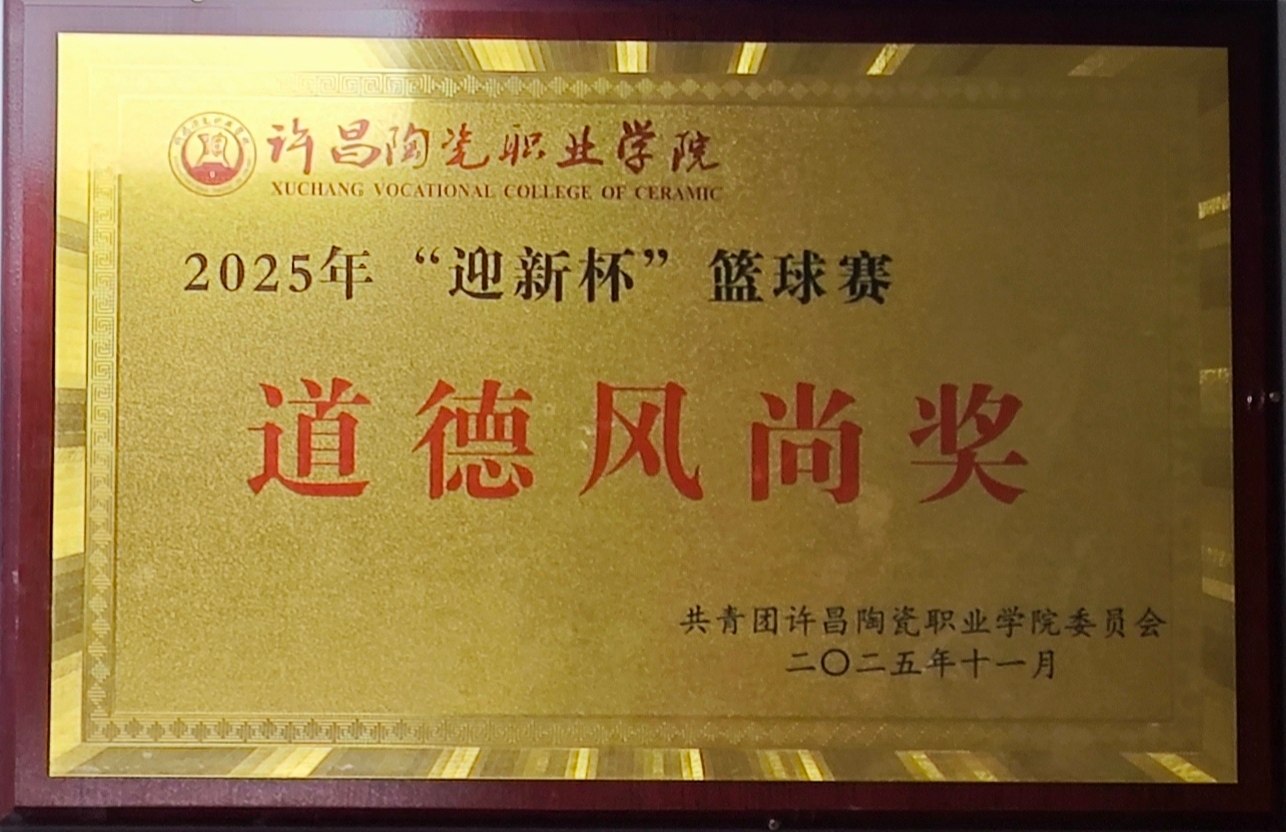 许昌陶瓷职业学院
XUCHANG VOCATIONAL COLLEGE OF CERAMIC
2025年“迎新杯”篮球赛
道德风尚奖
共青团许昌陶瓷职业学院委员会
二〇二五年十一月